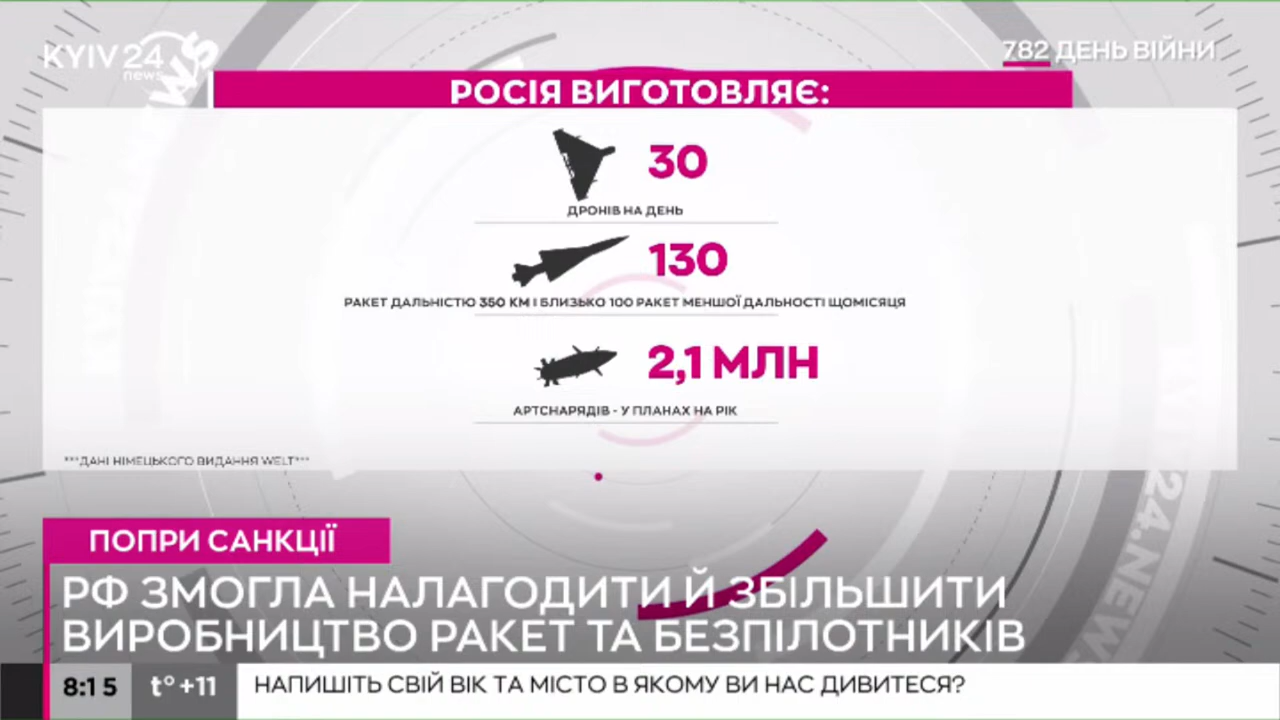 KYIV 24
news
782 ДЕНЬ ВІЙНИ
РОСІЯ ВИГОТОВЛЯЄ:
30
ДРОНІВ НА ДЕНЬ
130
РАКЕТ ДАЛЬНІСТЮ 350 КМ І БЛИЗЬКО 100 РАКЕТ МЕНШОЇ ДАЛЬНОСТІ ЩОМІСЯЦЯ
2,1 МЛН
АРТСНАРЯДІВ - У ПЛАНАХ НА РІК
***ДАНІ НІМЕЦЬКОГО ВИДАННЯ WELT***
ПОПРИ САНКЦІЇ
РФ ЗМОГЛА НАЛАГОДИТИ Й ЗБІЛЬШИТИ
ВИРОБНИЦТВО РАКЕТ ТА БЕЗПІЛОТНИКІВ
8:15 t° +11 НАПИШІТЬ СВІЙ ВІК ТА МІСТО В ЯКОМУ ВИ НАС ДИВИТЕСЯ?